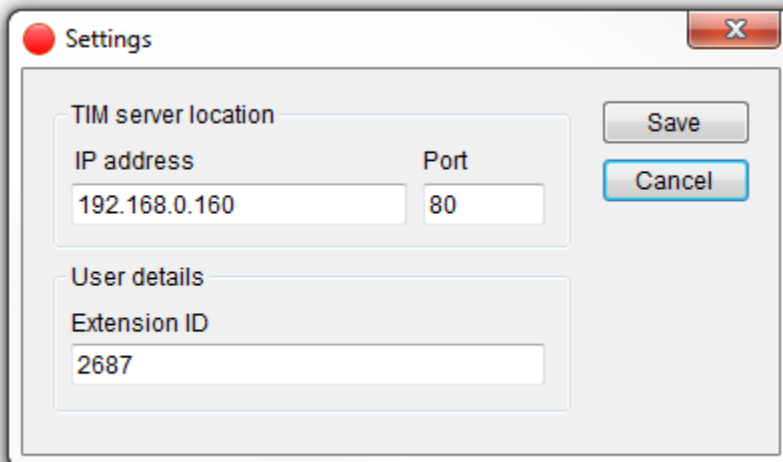 Settings
TIM server location
IP address
Port
192.168.0.160
80
Save
Cancel
User details
Extension ID
2687